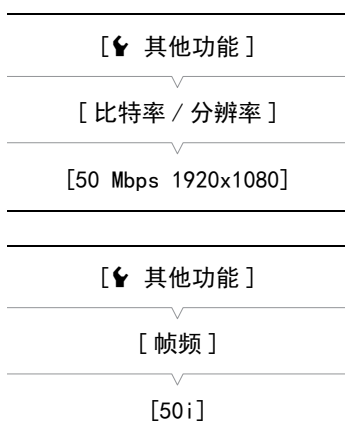 [ 其他功能 ]
[ 比特率 / 分辨率 ]
[50 Mbps 1920x1080]
[ 其他功能 ]
[ 帧频 ]
[50i]